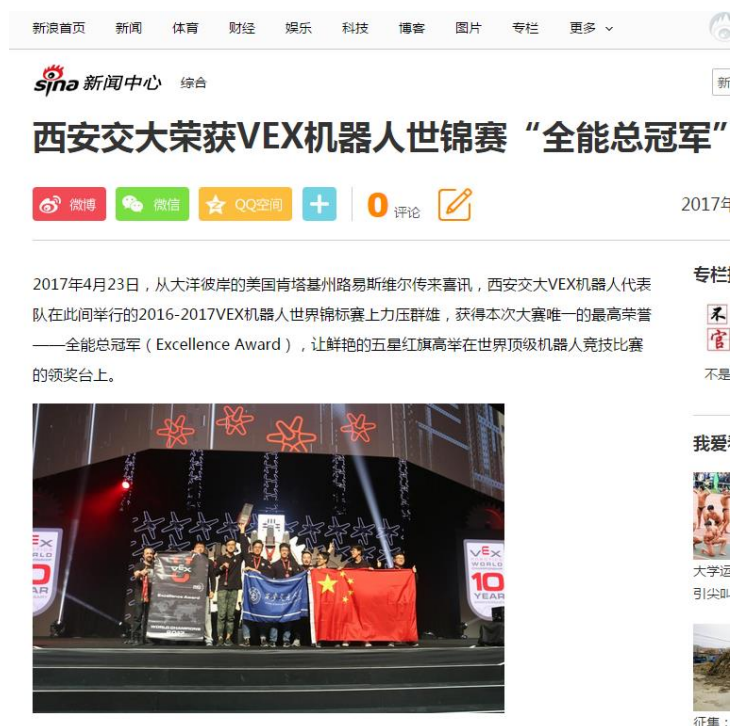 新浪首页 新闻 体育 财经 娱乐 科技 博客 图片 专栏 更多
sina 新闻中心 综合
新
西安交大荣获VEX机器人世锦赛“全能总冠军”
微博 微信 QQ空间 0 评论
2017年
2017年4月23日，从大洋彼岸的美国肯塔基州路易斯维尔传来喜讯，西安交大VEX机器人代表
队在此间举行的2016-2017VEX机器人世界锦标赛上力压群雄，获得本次大赛唯一的最高荣誉
——全能总冠军（Excellence Award），让鲜艳的五星红旗高举在世界顶级机器人竞技比赛
的领奖台上。
VEX
Excellence Award
WORLD CHAMPIONS
2017
VEX
WORLD
10
YEAR
专栏
不
官
不是
我爱
大学运
引尖叫
征集：